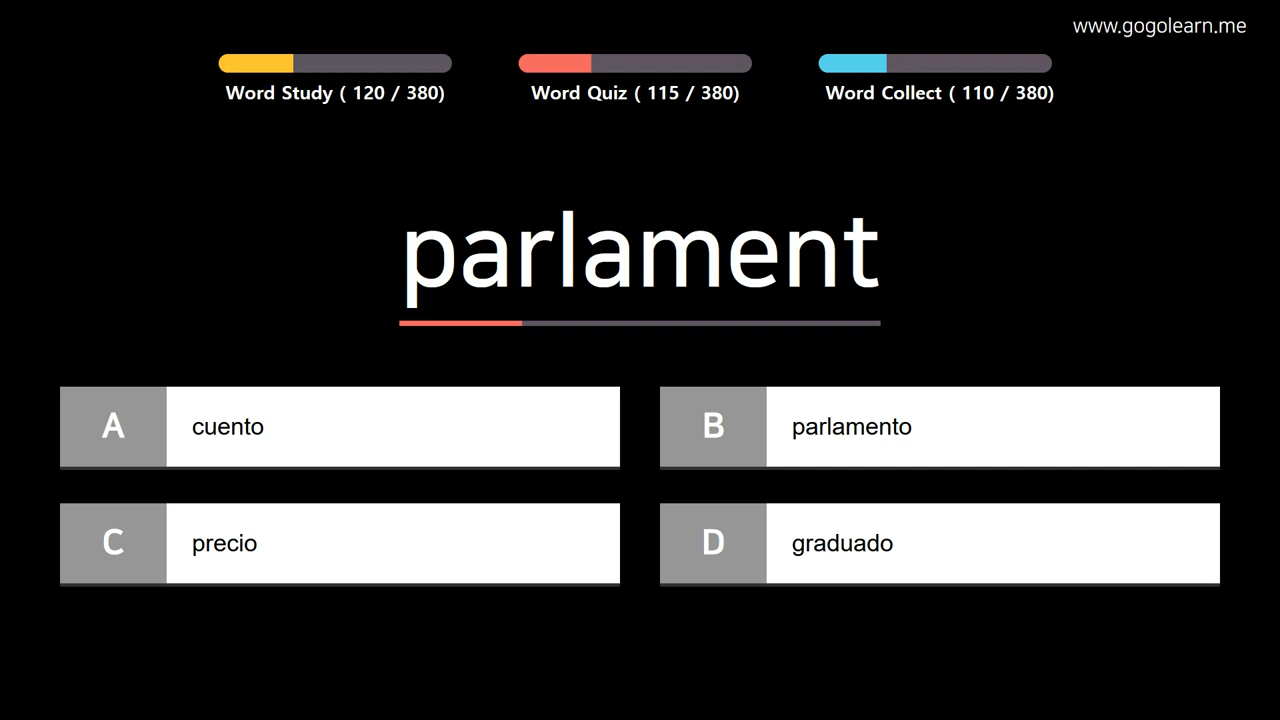 www.gogolearn.me
Word Study ( 120 / 380)
Word Quiz ( 115 / 380)
Word Collect ( 110 / 380)
parlament
A cuento
B parlamento
C precio
D graduado